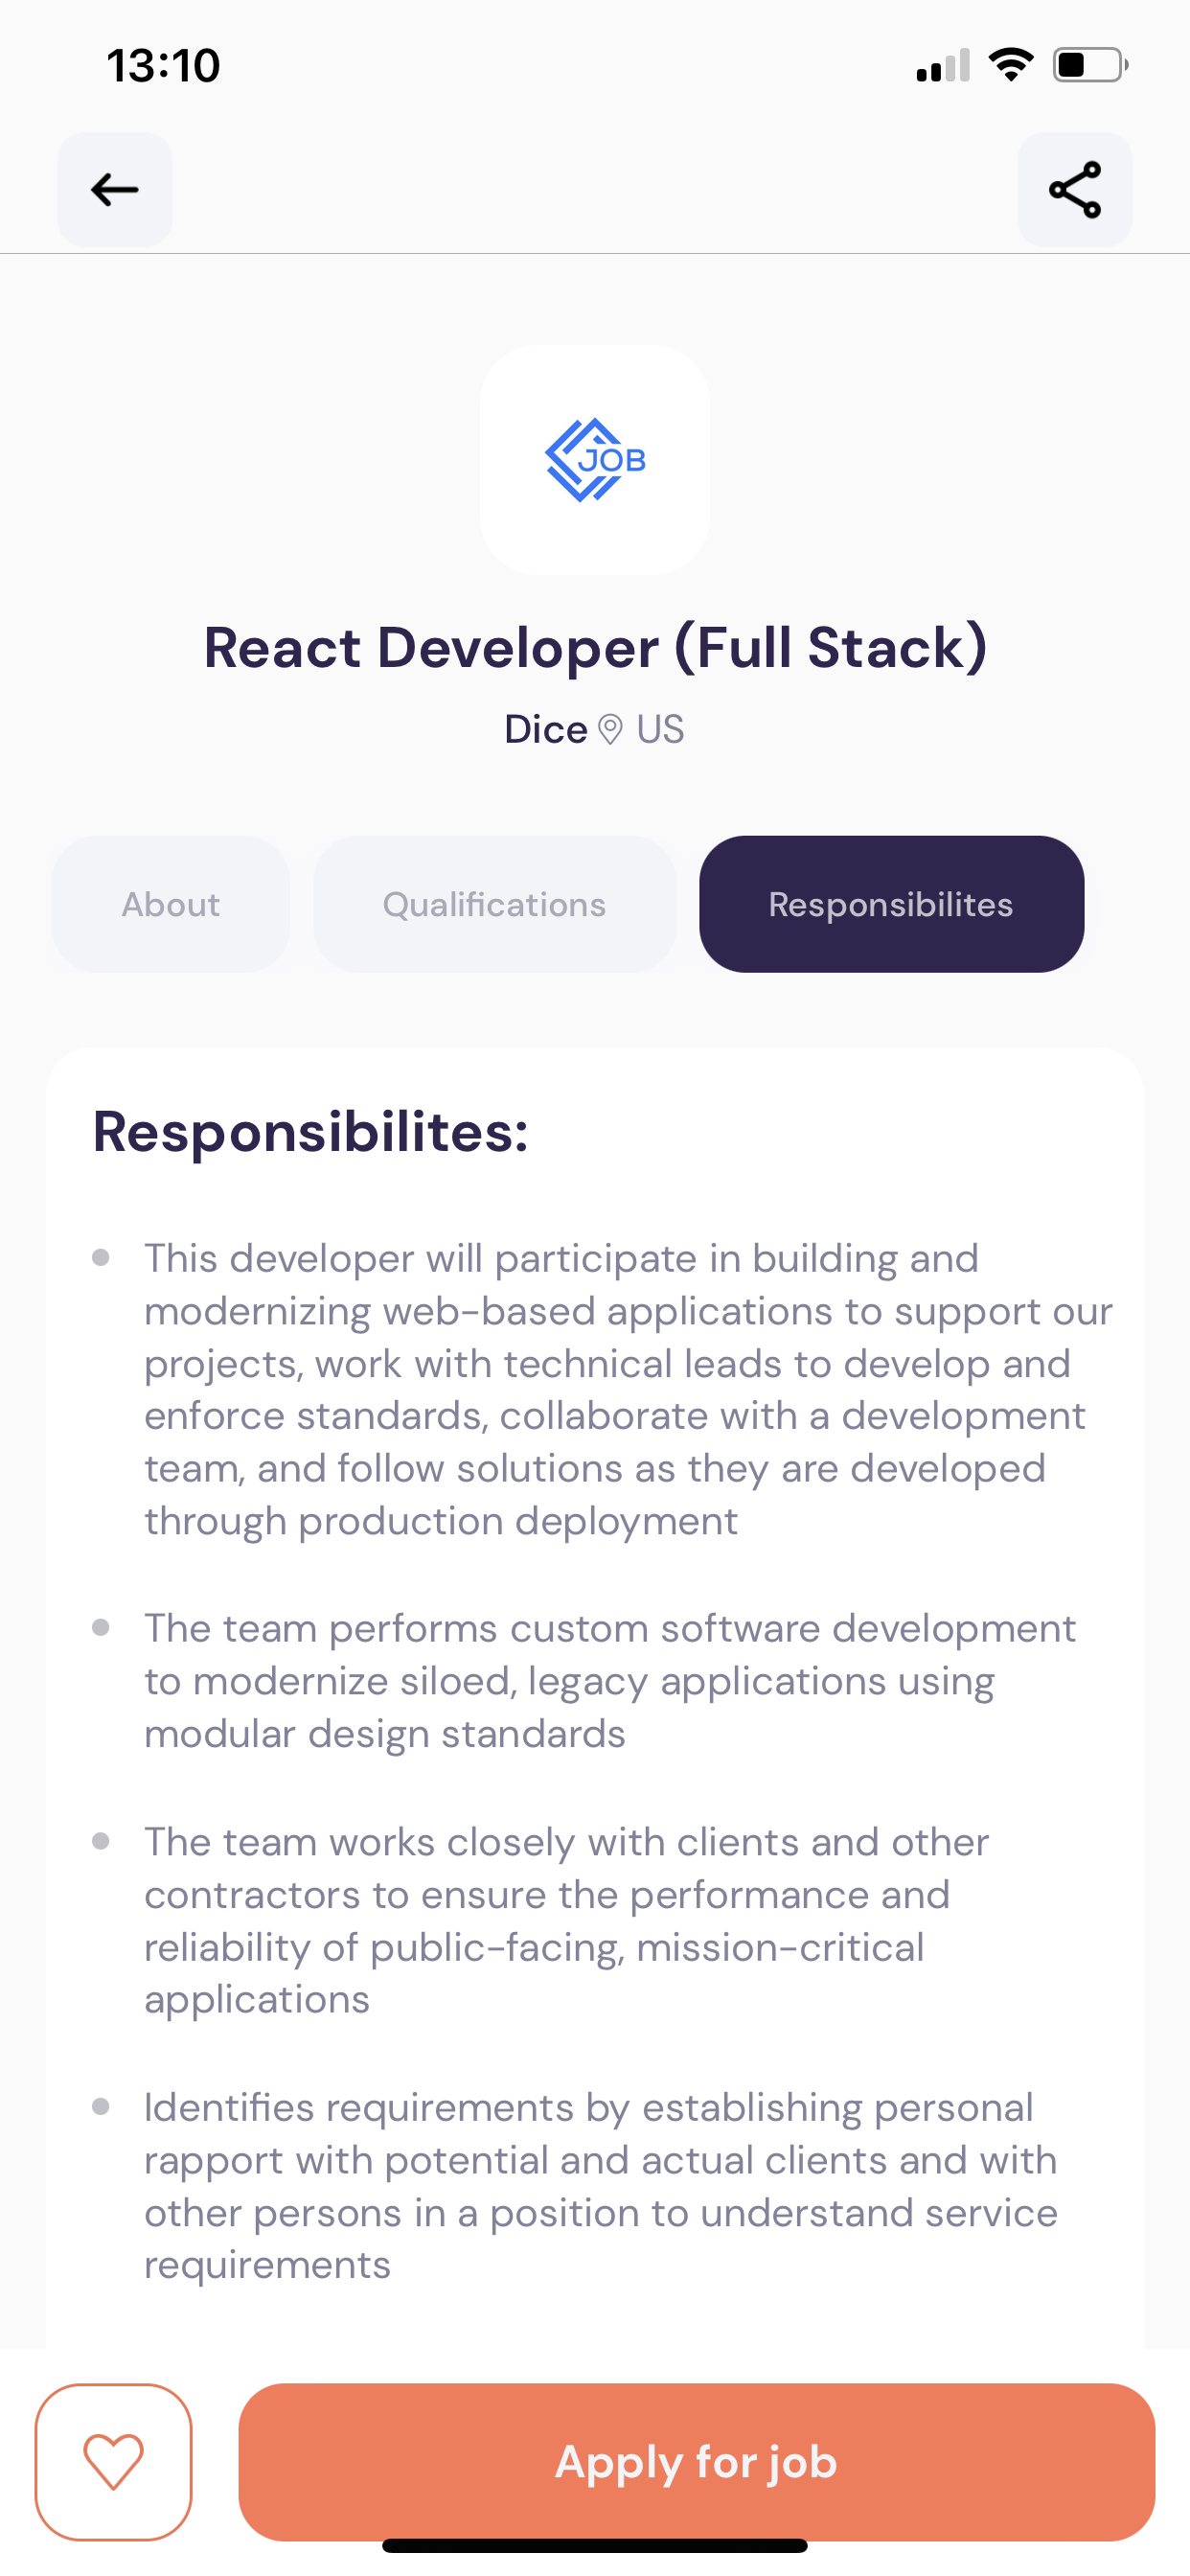 13:10
JOB
React Developer (Full Stack)
Dice US
About Qualifications Responsibilites
Responsibilites:
This developer will participate in building and
modernizing web-based applications to support our
projects, work with technical leads to develop and
enforce standards, collaborate with a development
team, and follow solutions as they are developed
through production deployment
The team performs custom software development
to modernize siloed, legacy applications using
modular design standards
The team works closely with clients and other
contractors to ensure the performance and
reliability of public-facing, mission-critical
applications
Identifies requirements by establishing personal
rapport with potential and actual clients and with
other persons in a position to understand service
requirements
Apply for job